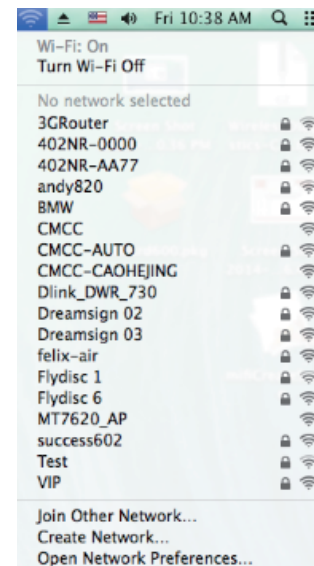 Fri 10:38 AM
Wi-Fi: On
Turn Wi-Fi Off
No network selected
3GRouter
402NR-0000
402NR-AA77
andy820
BMW
CMCC
CMCC-AUTO
CMCC-CAOHEJING
Dlink_DWR_730
Dreamsign 02
Dreamsign 03
felix-air
Flydisc 1
Flydisc 6
MT7620_AP
success602
Test
VIP
Join Other Network...
Create Network...
Open Network Preferences...